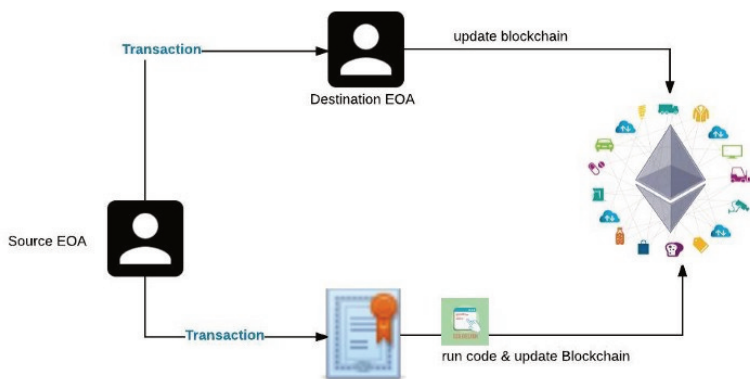 Transaction
update blockchain
Destination EOA
Source EOA
Transaction
run code & update Blockchain